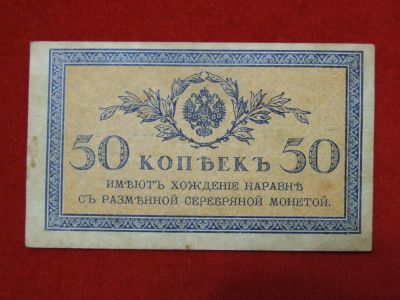 50 КОПѢЕКЪ 50
ИМѢЮТЪ ХОЖДЕНІЕ НАРАВНѢ
СЪ РАЗМѢННОЙ СЕРЕБРЯНОЙ МОНЕТОЙ.